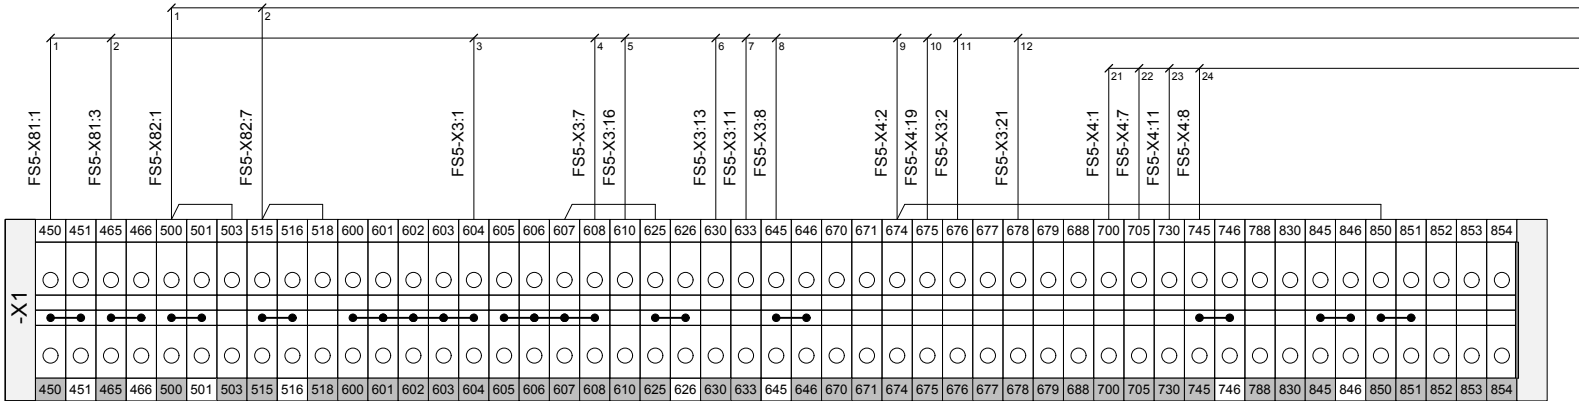 1 2
1 2 3 4 5 6 7 8 9 10 11 12
21 22 23 24
FS5-X81:1
FS5-X81:3
FS5-X82:1
FS5-X82:7
FS5-X3:1
FS5-X3:7
FS5-X3:16
FS5-X3:13
FS5-X3:11
FS5-X3:8
FS5-X4:2
FS5-X4:19
FS5-X3:2
FS5-X3:21
FS5-X4:1
FS5-X4:7
FS5-X4:11
FS5-X4:8
-X1
450 451 465 466 500 501 503 515 516 518 600 601 602 603 604 605 606 607 608 610 625 626 630 633 645 646 670 671 674 675 676 677 678 679 688 700 705 730 745 746 788 830 845 846 850 851 852 853 854
450 451 465 466 500 501 503 515 516 518 600 601 602 603 604 605 606 607 608 610 625 626 630 633 645 646 670 671 674 675 676 677 678 679 688 700 705 730 745 746 788 830 845 846 850 851 852 853 854